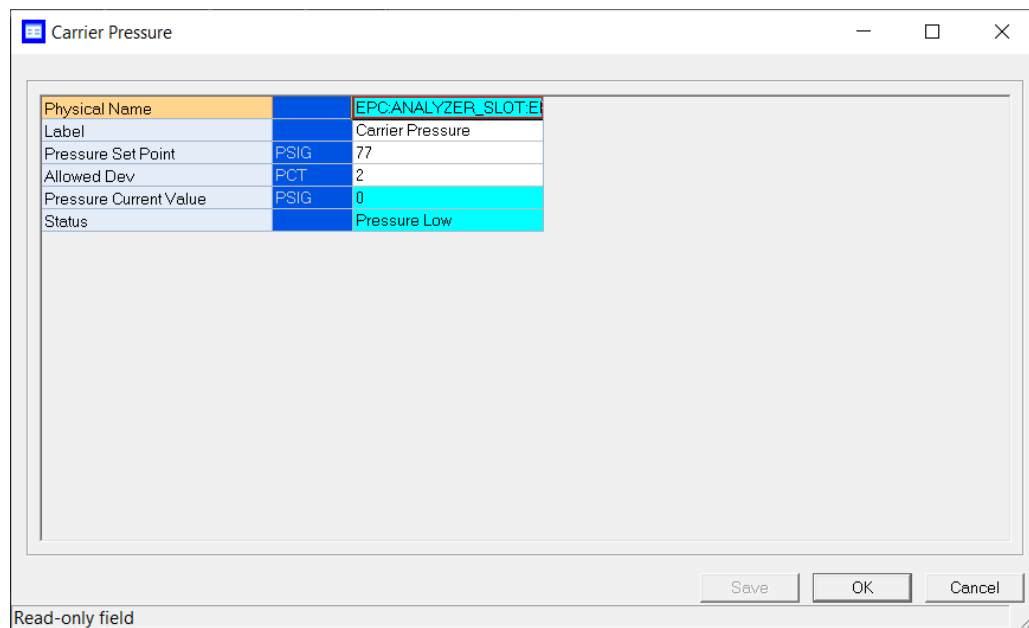 Carrier Pressure
Physical Name EPC:ANALYZER_SLOT:E
Label Carrier Pressure
Pressure Set Point PSIG 77
Allowed Dev PCT 2
Pressure Current Value PSIG 0
Status Pressure Low
Save OK Cancel
Read-only field